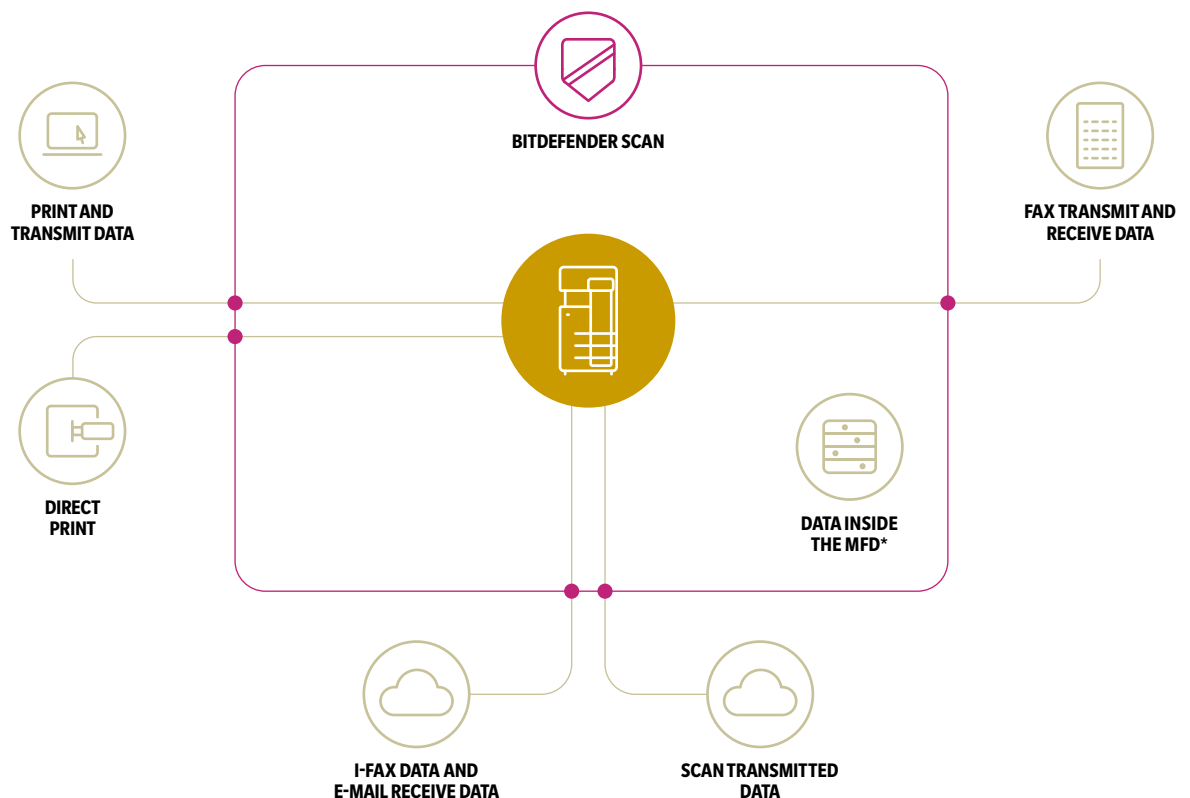 BITDEFENDER SCAN
PRINT AND
TRANSMIT DATA
FAX TRANSMIT AND
RECEIVE DATA
DIRECT
PRINT
DATA INSIDE
THE MFD*
I-FAX DATA AND
E-MAIL RECEIVE DATA
SCAN TRANSMITTED
DATA